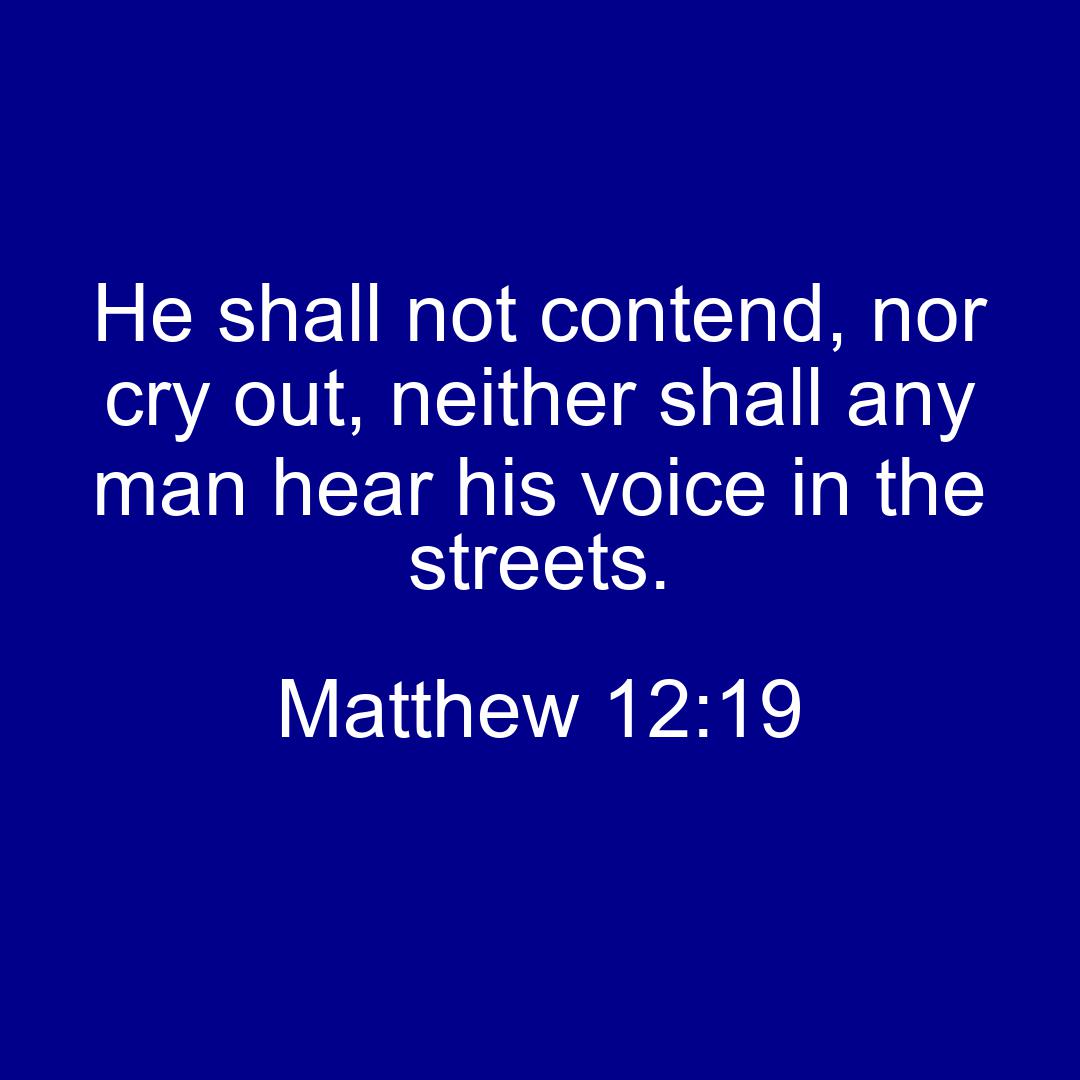 He shall not contend, nor
cry out, neither shall any
man hear his voice in the
streets.
Matthew 12:19